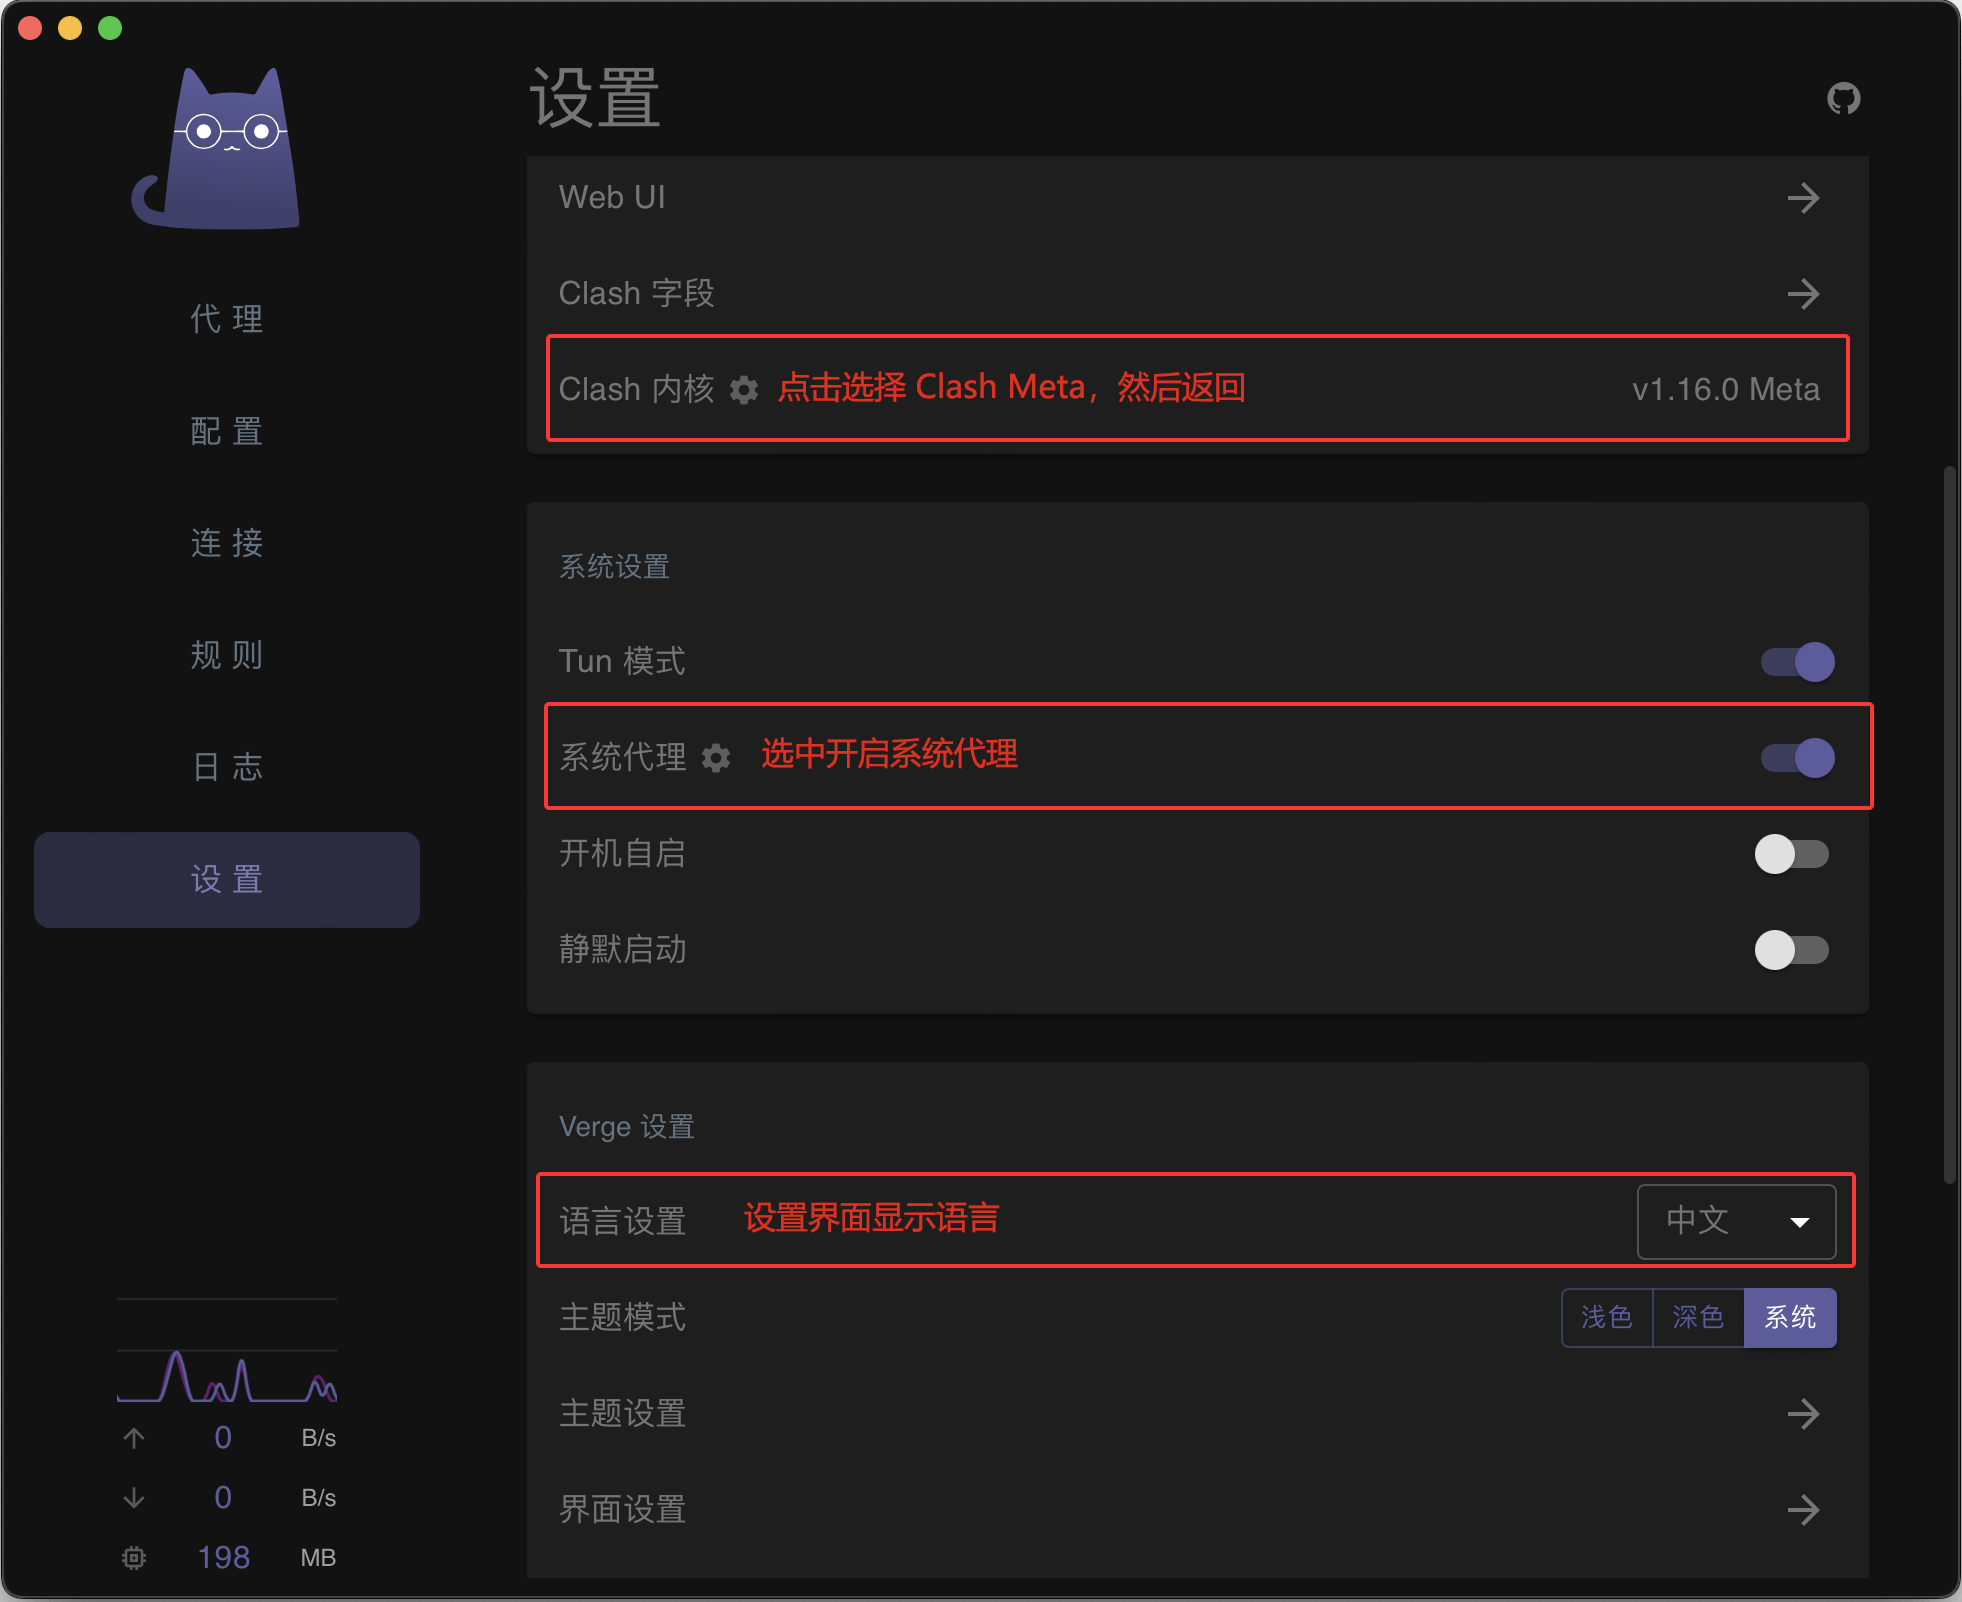 设置
代理
配置
连接
规则
日志
设置
0 B/s
0 B/s
198 MB
Web UI
Clash 字段
Clash 内核 点击选择 Clash Meta，然后返回 v1.16.0 Meta
系统设置
Tun 模式
系统代理 选中开启系统代理
开机自启
静默启动
Verge 设置
语言设置 设置界面显示语言 中文
主题模式 浅色 深色 系统
主题设置
界面设置